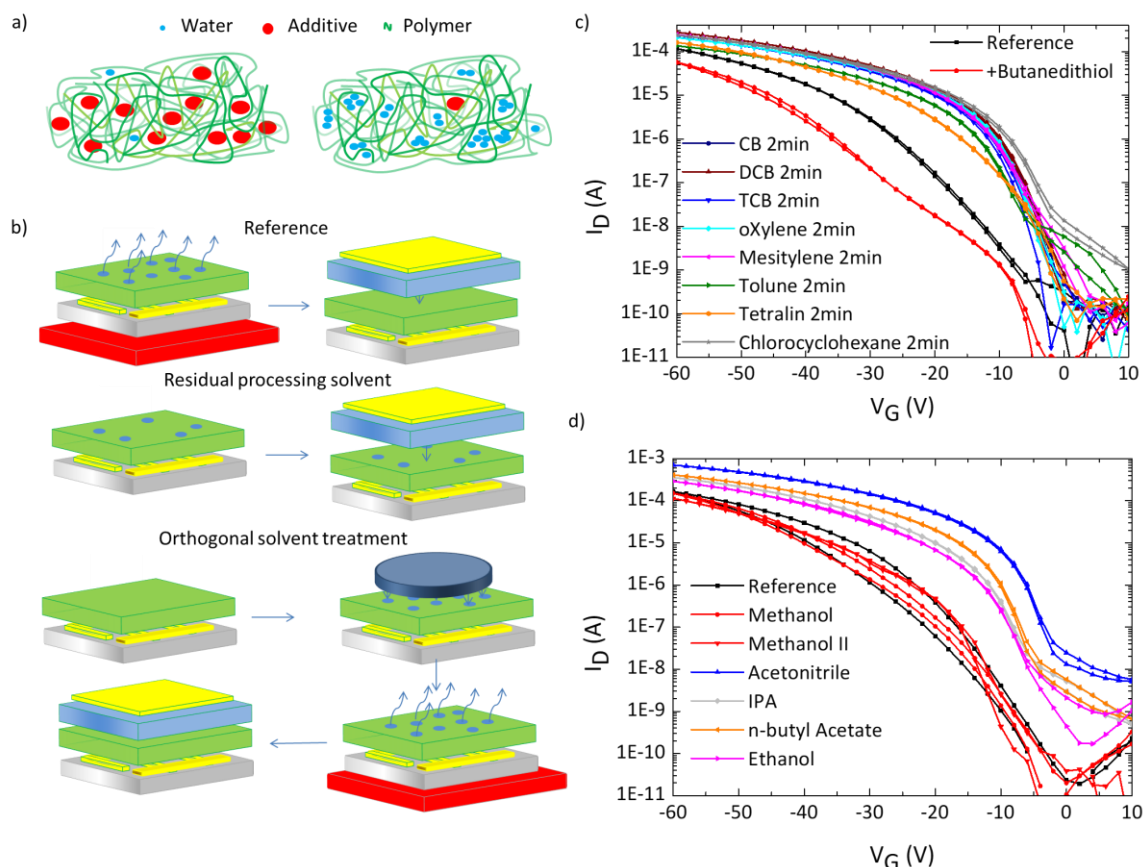 a)
Water Additive Polymer
b)
Reference
Residual processing solvent
Orthogonal solvent treatment
c)
I_D (A)
1E-4
1E-5
1E-6
1E-7
1E-8
1E-9
1E-10
1E-11
Reference
+Butanedithiol
CB 2min
DCB 2min
TCB 2min
oXylene 2min
Mesitylene 2min
Tolune 2min
Tetralin 2min
Chlorocyclohexane 2min
-60 -50 -40 -30 -20 -10 0 10
V_G (V)
d)
I_D (A)
1E-3
1E-4
1E-5
1E-6
1E-7
1E-8
1E-9
1E-10
1E-11
Reference
Methanol
Methanol II
Acetonitrile
IPA
n-butyl Acetate
Ethanol
-60 -50 -40 -30 -20 -10 0 10
V_G (V)